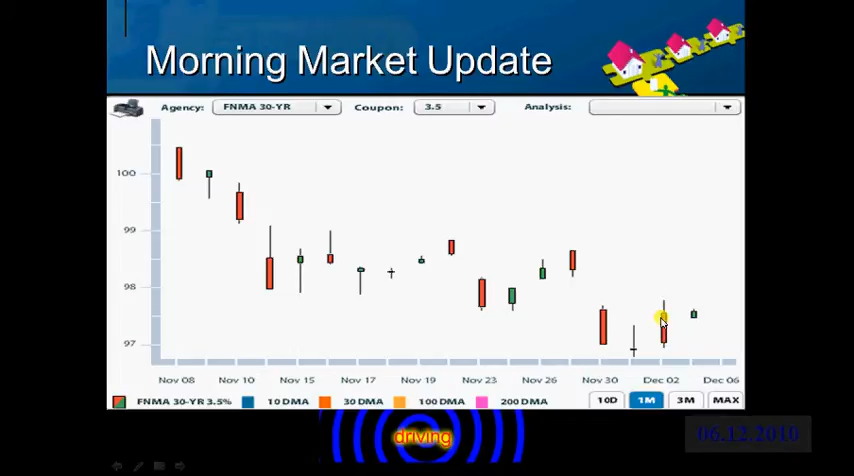 Morning Market Update
Agency: FNMA 30-YR Coupon: 3.5 Analysis:
100
99
98
97
Nov 08 Nov 10 Nov 15 Nov 17 Nov 19 Nov 23 Nov 26 Nov 30 Dec 02 Dec 06
FNMA 30-YR 3.5% 10 DMA 30 DMA 100 DMA 200 DMA 10D 1M 3M MAX
driving
06.12.2010